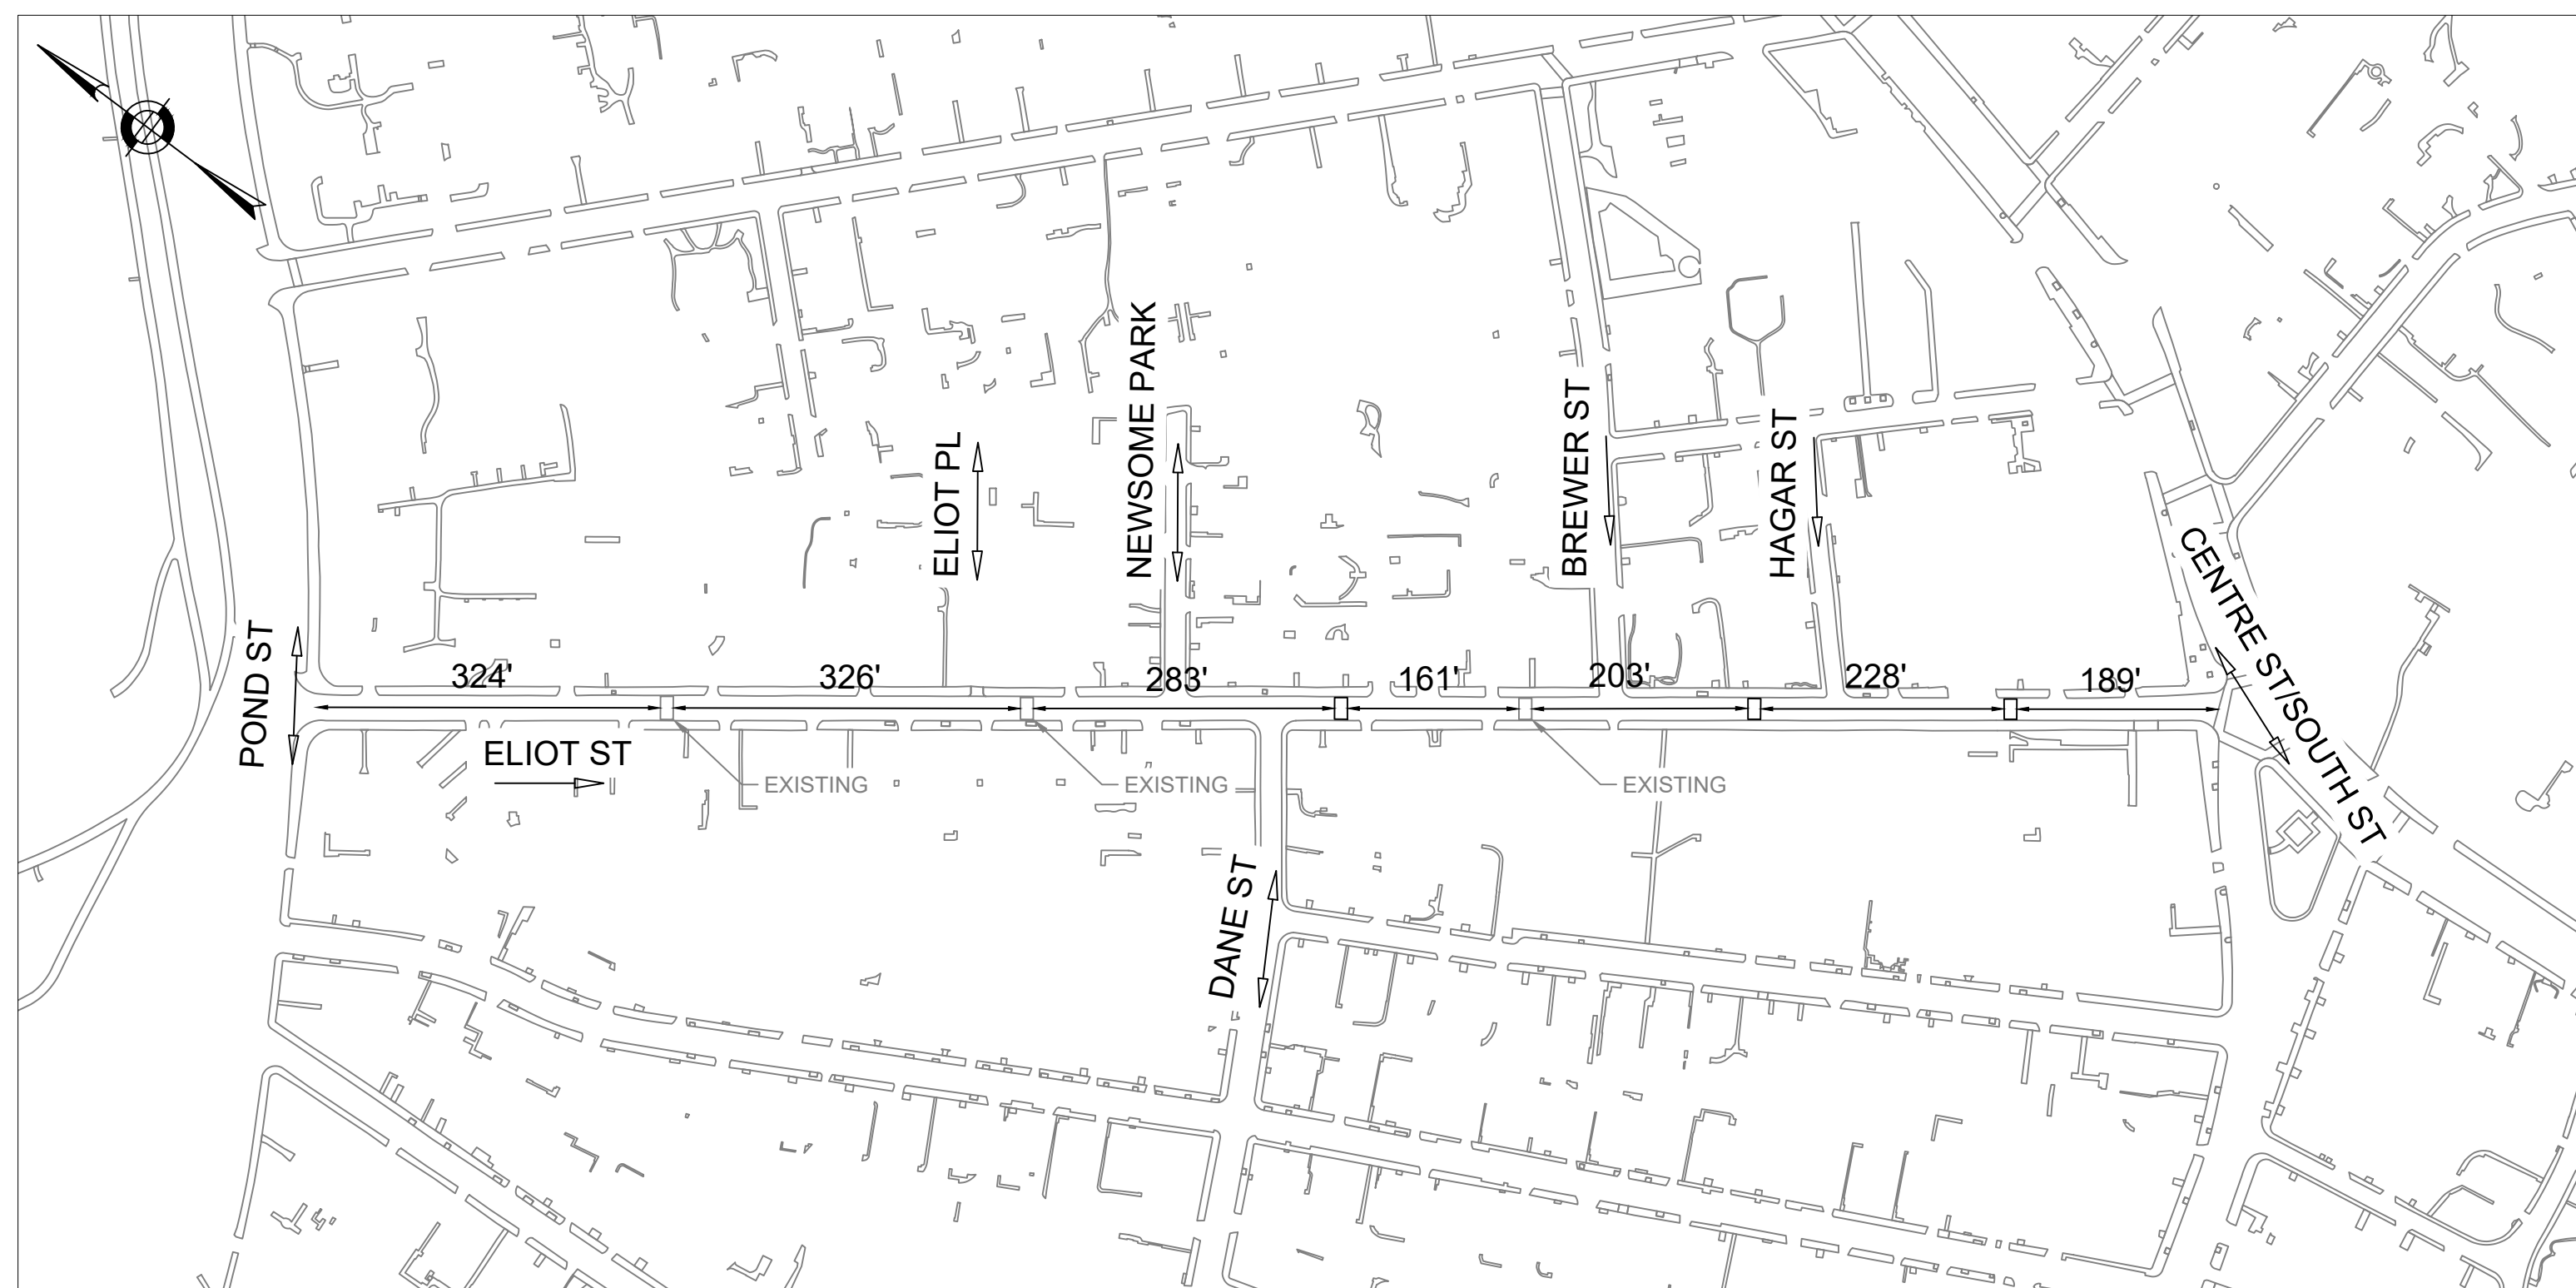 ELIOT PL
NEWSOME PARK
BREWER ST
HAGAR ST
CENTRE ST/SOUTH ST
POND ST
324'
326'
283'
161'
203'
228'
189'
ELIOT ST
EXISTING
EXISTING
EXISTING
DANE ST